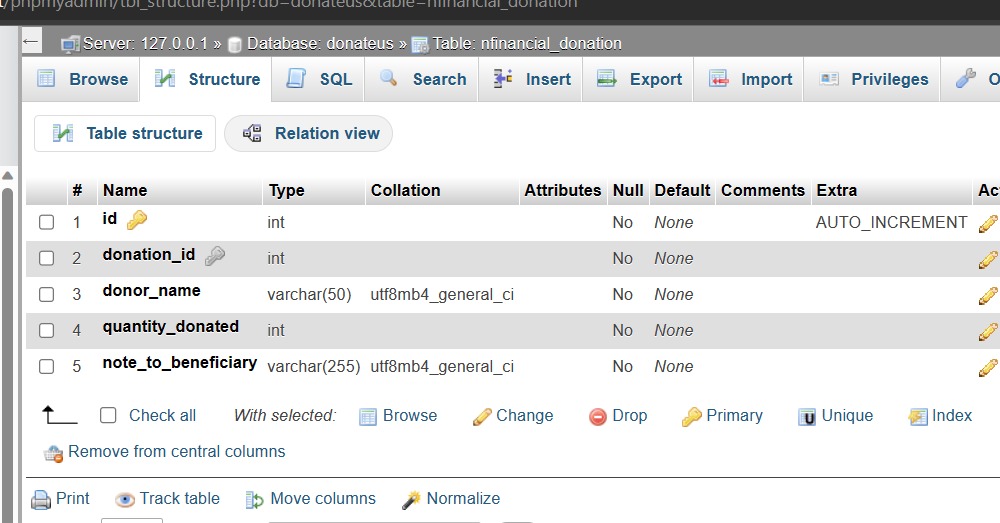 /phpmyadmin/tbl_structure.php?db=donateus&table=nfinancial_donation
Server: 127.0.0.1 » Database: donateus » Table: nfinancial_donation
Browse Structure SQL Search Insert Export Import Privileges
Table structure Relation view
# Name Type Collation Attributes Null Default Comments Extra
1 id int No None AUTO_INCREMENT
2 donation_id int No None
3 donor_name varchar(50) utf8mb4_general_ci No None
4 quantity_donated int No None
5 note_to_beneficiary varchar(255) utf8mb4_general_ci No None
Check all With selected: Browse Change Drop Primary Unique Index
Remove from central columns
Print Track table Move columns Normalize